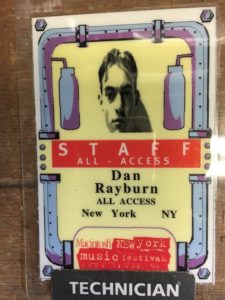 STAFF
ALL - ACCESS
Dan
Rayburn
ALL ACCESS
New York NY
Macintosh NEW York
music festival
TECHNICIAN